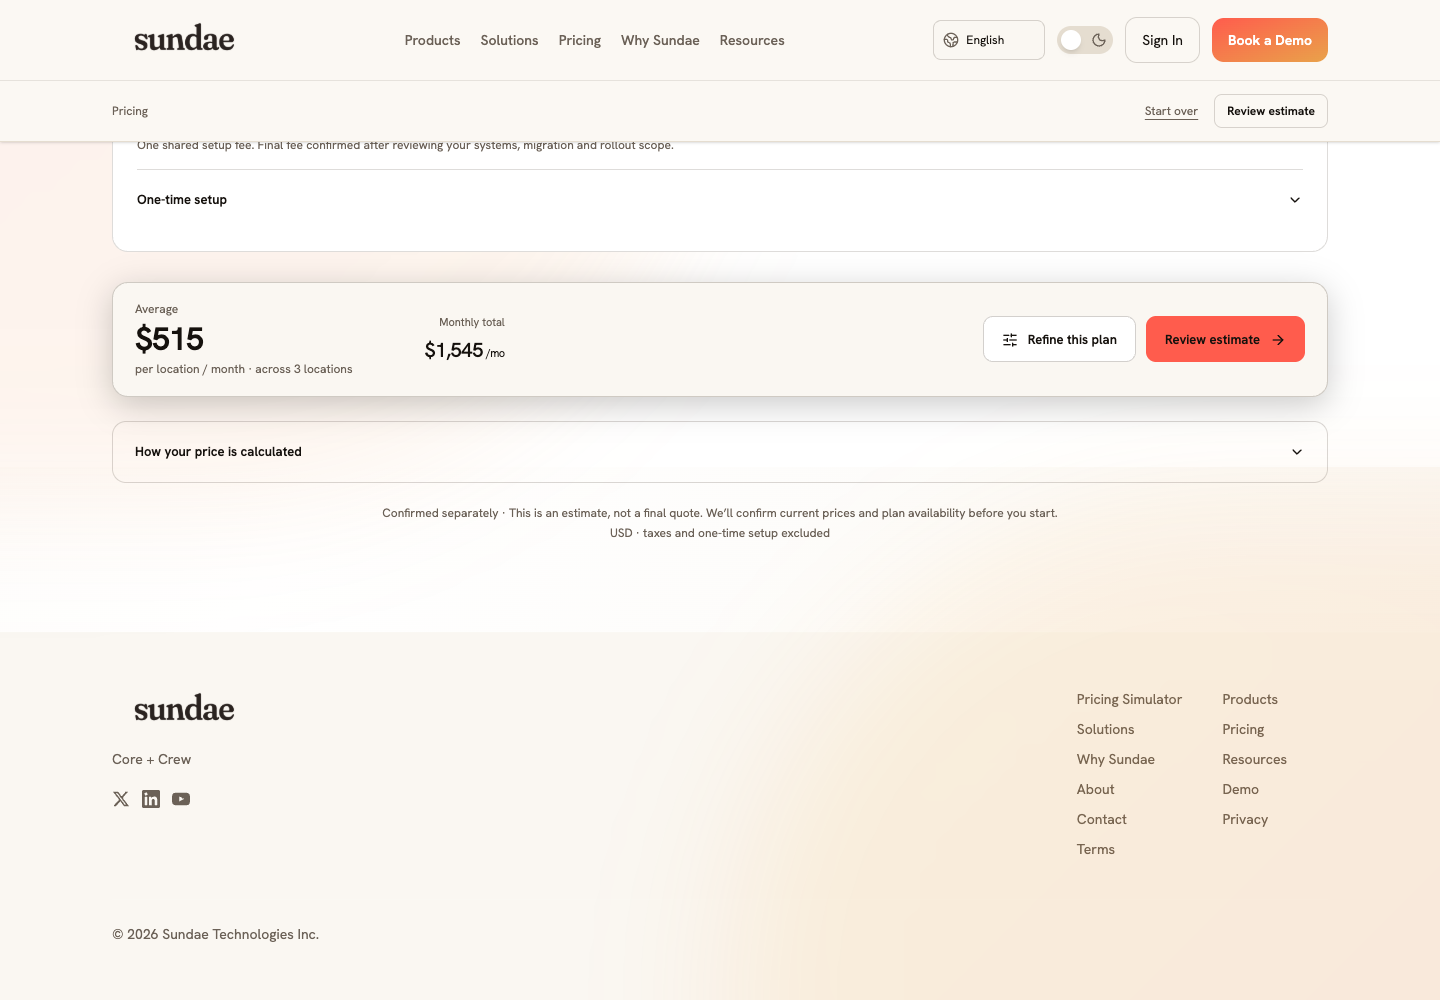 sundae
Products
Solutions
Pricing
Why Sundae
Resources
English
Sign In
Book a Demo
Pricing
Start over
Review estimate
One shared setup fee. Final fee confirmed after reviewing your systems, migration and rollout scope.
One-time setup
Average
$515
per location / month · across 3 locations
Monthly total
$1,545 /mo
Refine this plan
Review estimate
How your price is calculated
Confirmed separately · This is an estimate, not a final quote. We’ll confirm current prices and plan availability before you start.
USD · taxes and one-time setup excluded
sundae
Core + Crew
Pricing Simulator
Solutions
Why Sundae
About
Contact
Terms
Products
Pricing
Resources
Demo
Privacy
© 2026 Sundae Technologies Inc.